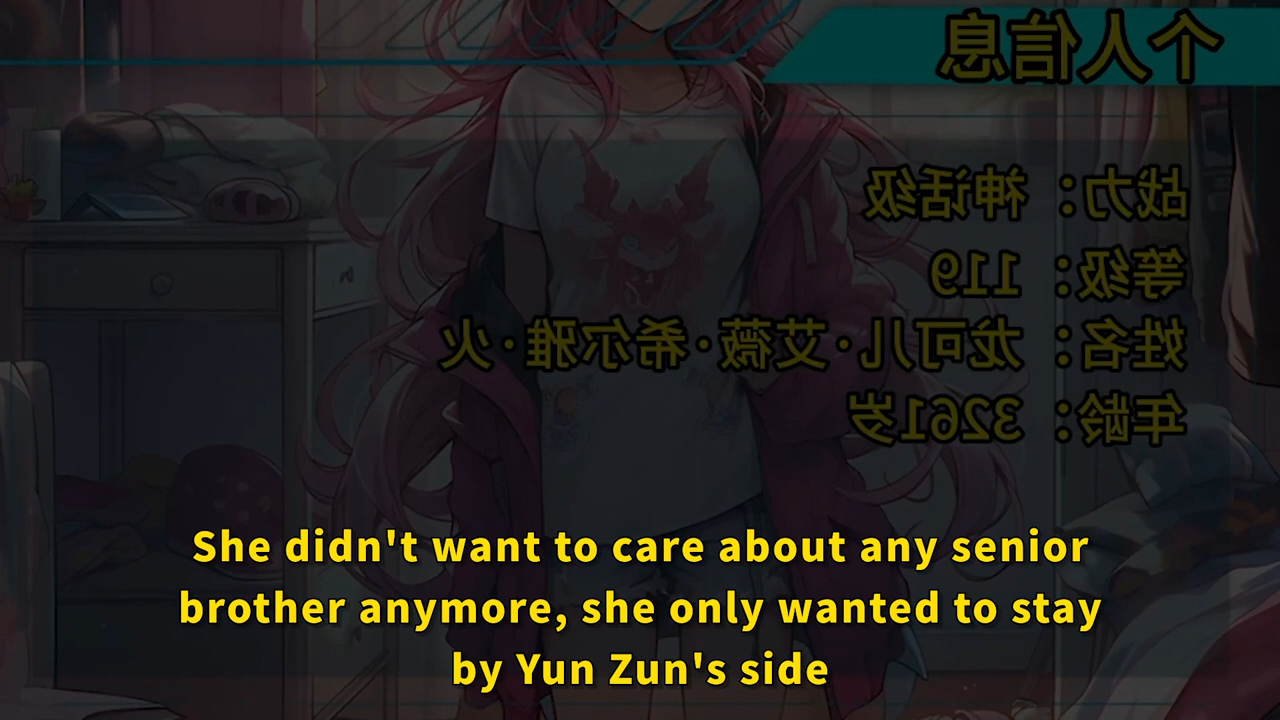 个人信息
战力：神话级
等级：119
姓名：龙可儿·艾薇·希尔雅·火
年龄：3261岁
She didn't want to care about any senior
brother anymore, she only wanted to stay
by Yun Zun's side